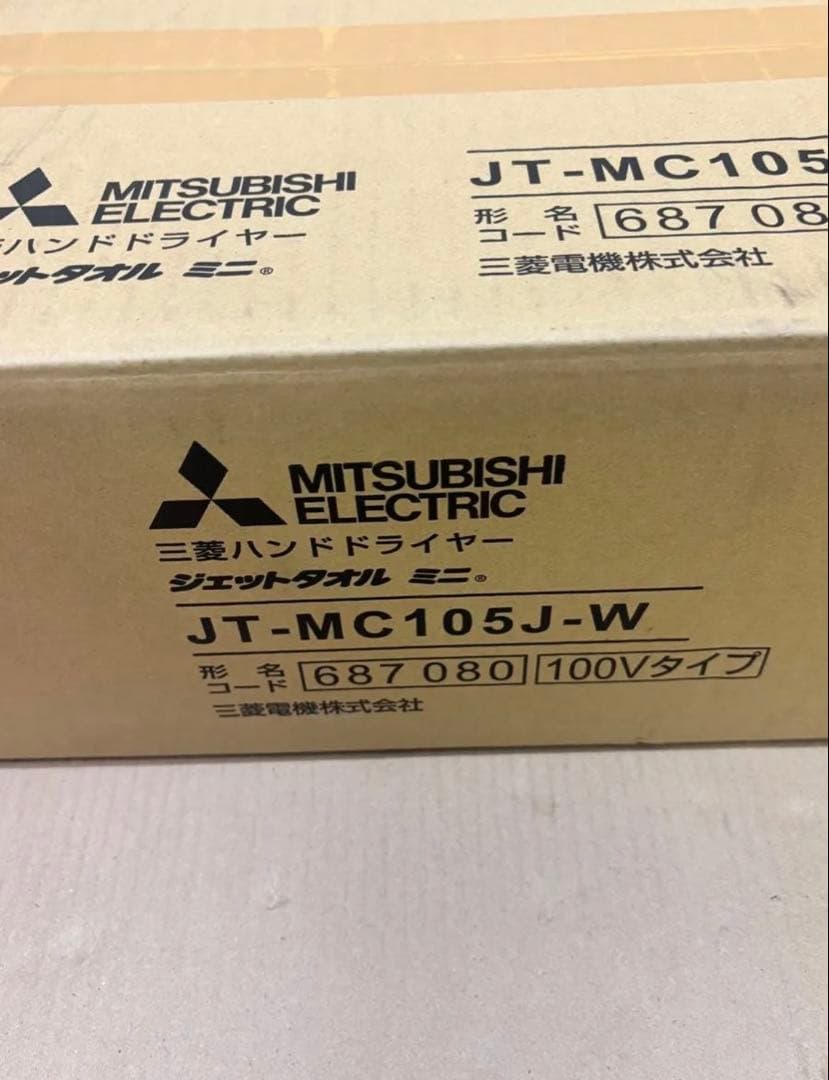 MITSUBISHI
ELECTRIC
ハンドドライヤー
ットタオル ミニ®
JT-MC105
形名
コード
687 08
三菱電機株式会社
MITSUBISHI
ELECTRIC
三菱ハンドドライヤー
ジェットタオル ミニ®
JT-MC105J-W
形名
コード
687 080 100Vタイプ
三菱電機株式会社